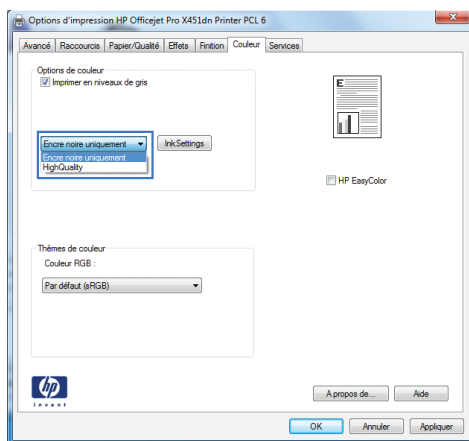 Options d'impression HP Officejet Pro X451dn Printer PCL 6
Avancé Raccourcis Papier/Qualité Effets Finition Couleur Services
Options de couleur
Imprimer en niveaux de gris
E
Encre noire uniquement InkSettings
Encre noire uniquement
HighQuality
HP EasyColor
Thèmes de couleur
Couleur RGB :
Par défaut (sRGB)
hp
invent
A propos de... Aide
OK Annuler Appliquer